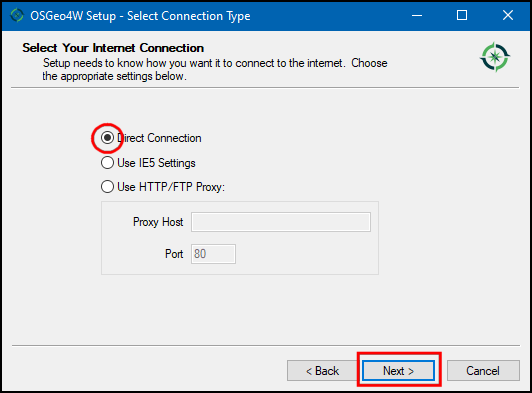 OSGeo4W Setup - Select Connection Type
Select Your Internet Connection
Setup needs to know how you want it to connect to the internet. Choose
the appropriate settings below.
Direct Connection
Use IE5 Settings
Use HTTP/FTP Proxy:
Proxy Host
Port 80
< Back Next > Cancel